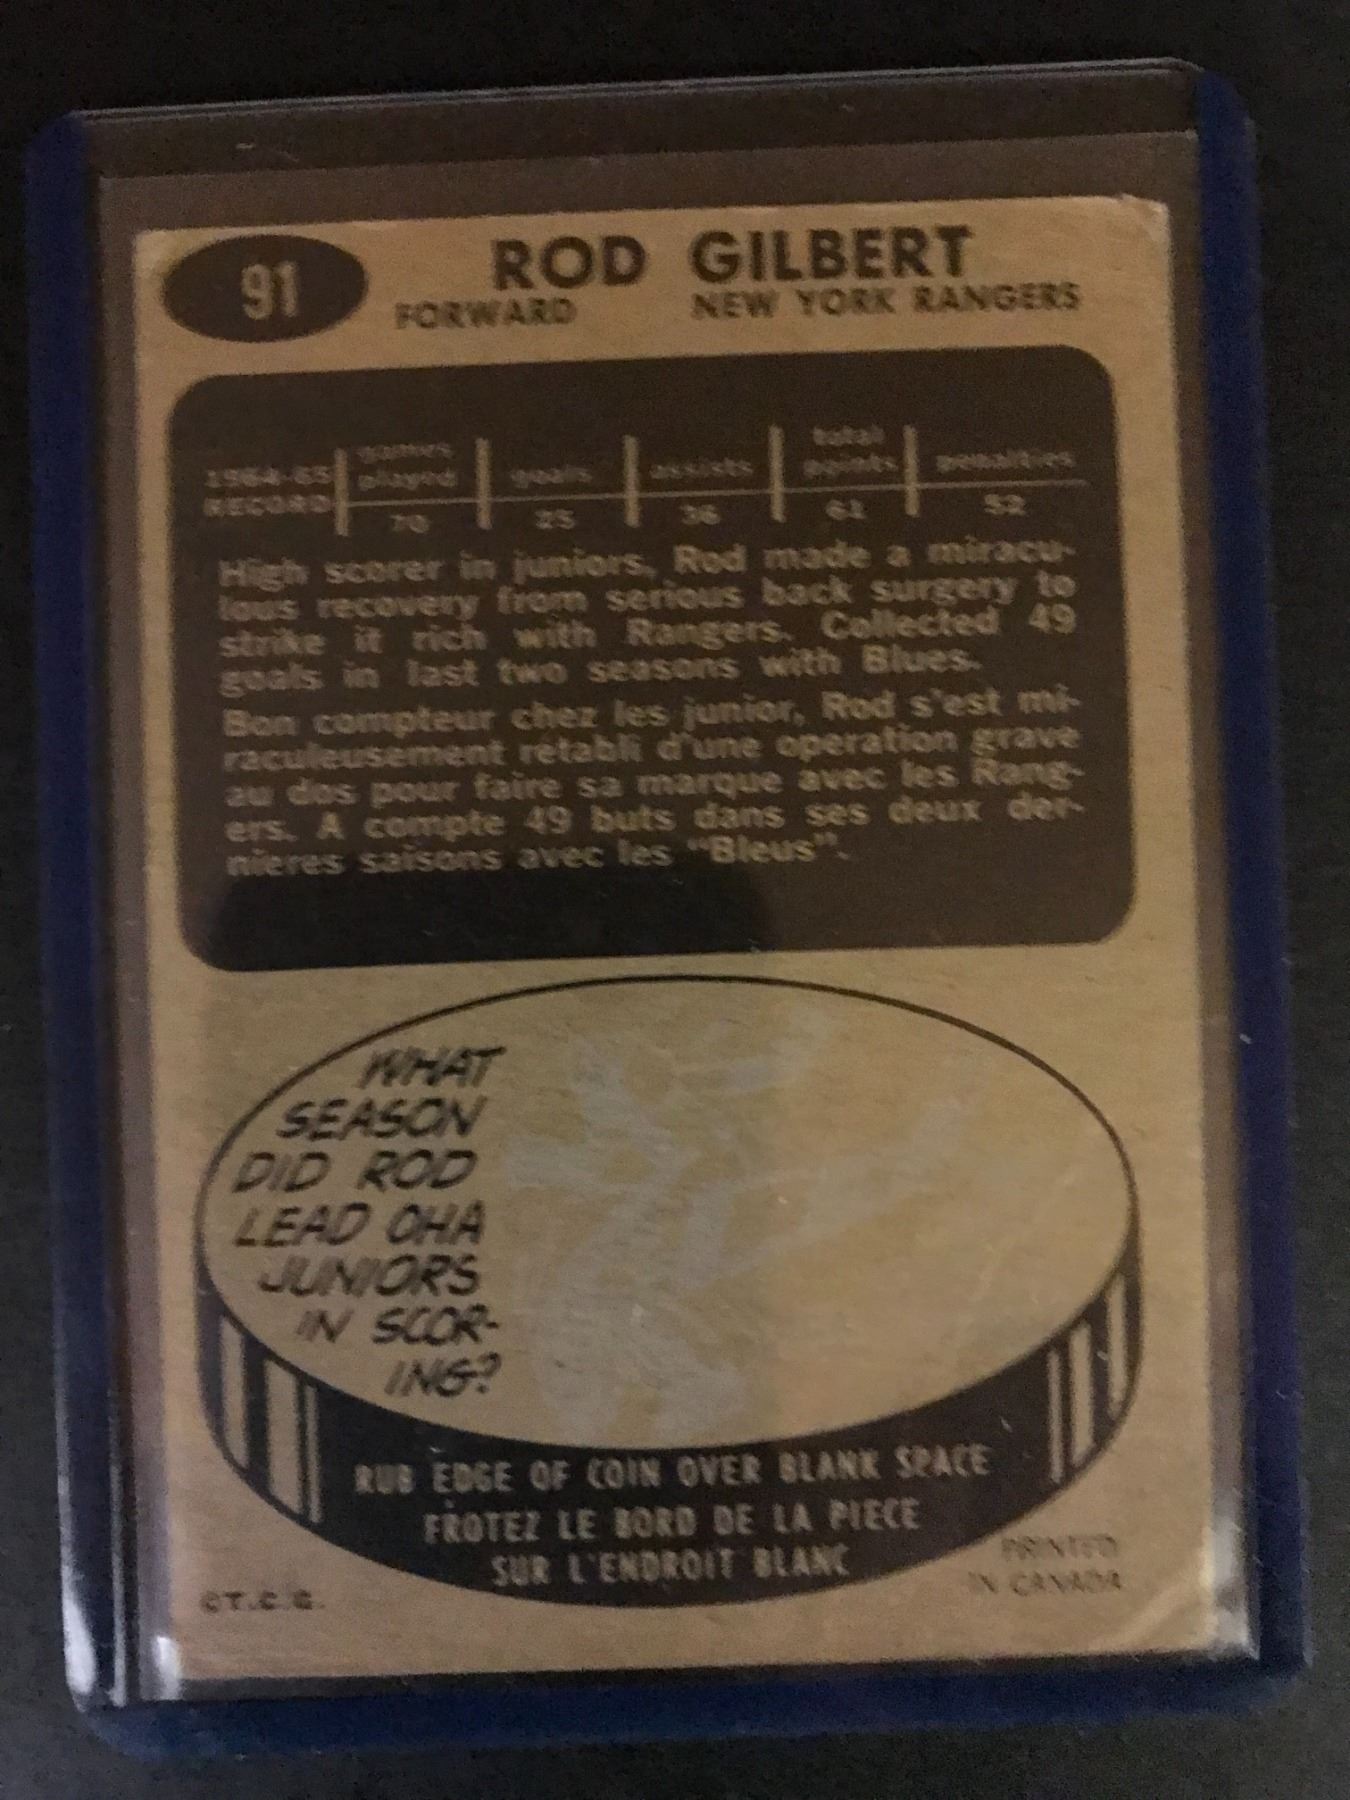 91
ROD GILBERT
FORWARD NEW YORK RANGERS
total
games
1964-65 played goals assists points penalties
RECORD 70 25 36 61 52
High scorer in juniors, Rod made a miracu-
lous recovery from serious back surgery to
strike it rich with Rangers. Collected 49
goals in last two seasons with Blues.
Bon compteur chez les junior, Rod s'est mi-
raculeusement rétabli d'une operation grave
au dos pour faire sa marque avec les Rang-
ers. A compte 49 buts dans ses deux der-
nieres saisons avec les "Bleus".
WHAT
SEASON
DID ROD
LEAD OHA
JUNIORS
IN SCOR-
ING?
RUB EDGE OF COIN OVER BLANK SPACE
FROTEZ LE BORD DE LA PIECE
SUR L'ENDROIT BLANC
©T.C.G.
PRINTED
IN CANADA